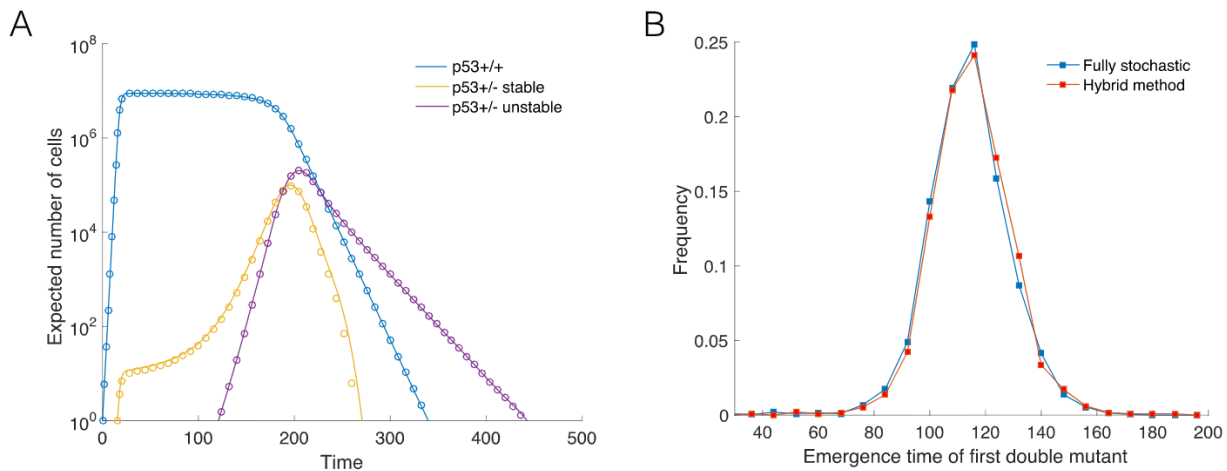 A
Expected number of cells
10^8
10^6
10^4
10^2
10^0
0
100
200
300
400
500
Time
p53+/+
p53+/- stable
p53+/- unstable
B
Frequency
0.25
0.2
0.15
0.1
0.05
0
40
60
80
100
120
140
160
180
200
Emergence time of first double mutant
Fully stochastic
Hybrid method